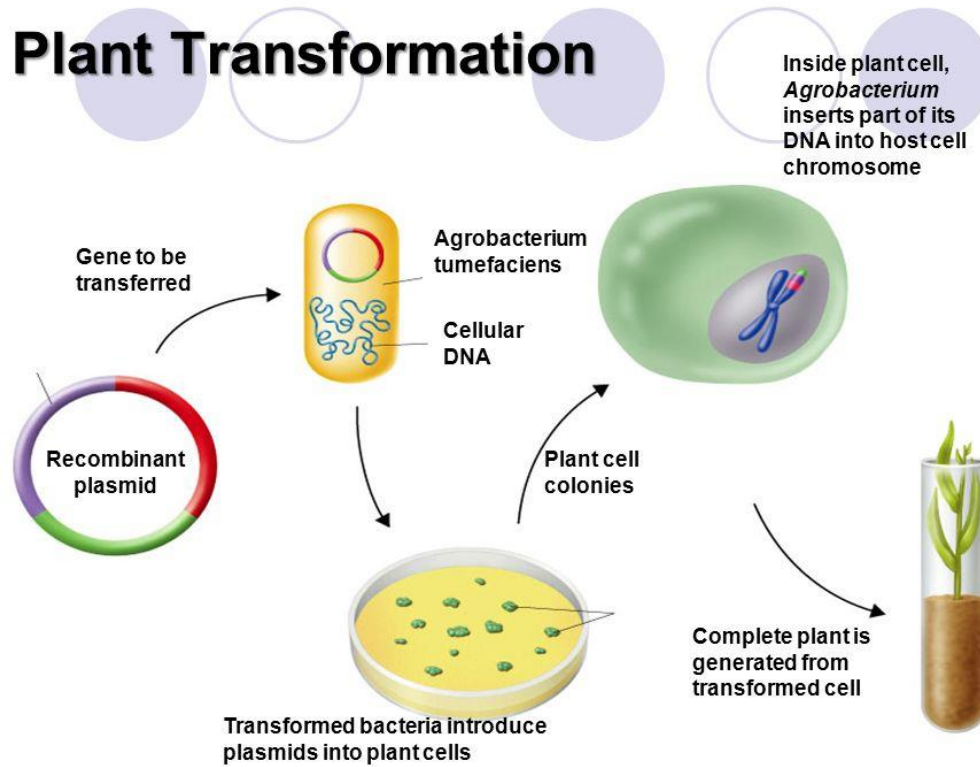 Plant Transformation
Inside plant cell,
Agrobacterium
inserts part of its
DNA into host cell
chromosome
Gene to be
transferred
Agrobacterium
tumefaciens
Cellular
DNA
Recombinant
plasmid
Plant cell
colonies
Transformed bacteria introduce
plasmids into plant cells
Complete plant is
generated from
transformed cell